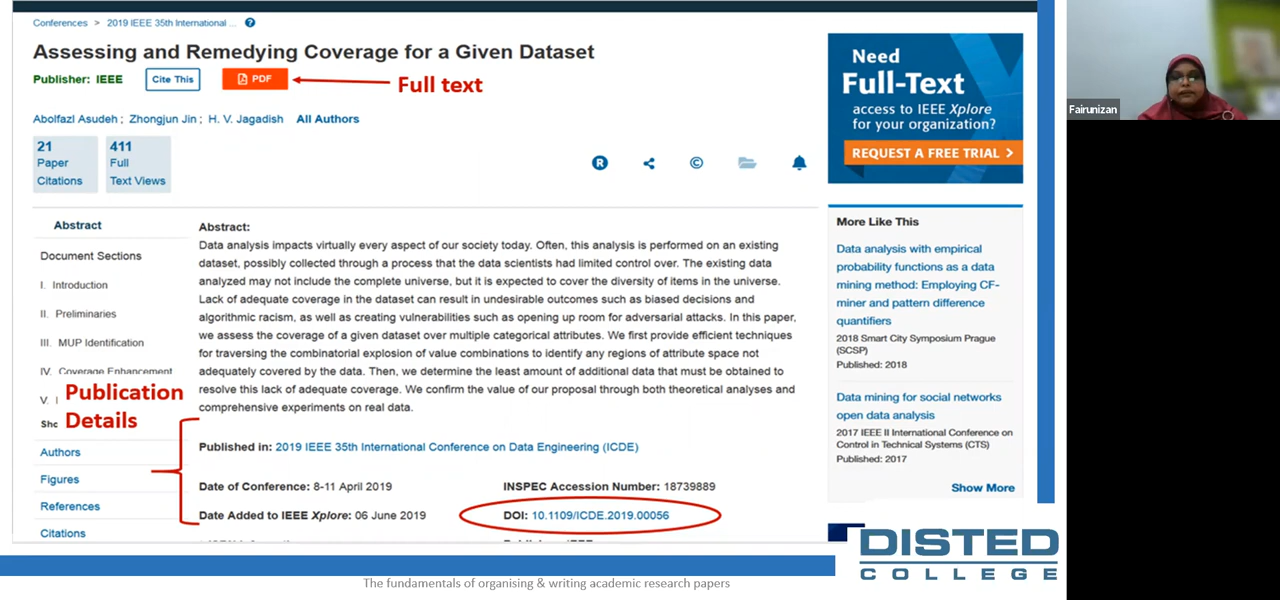 Conferences > 2019 IEEE 35th International ...
Assessing and Remedying Coverage for a Given Dataset
Publisher: IEEE
Cite This
PDF
Full text
Abolfazl Asudeh ; Zhongjun Jin ; H. V. Jagadish All Authors
21
Paper
Citations
411
Full
Text Views
Abstract
Document Sections
I. Introduction
II. Preliminaries
III. MUP Identification
IV. Coverage Enhancement
V.
Publication
Details
Authors
Figures
References
Citations
Abstract:
Data analysis impacts virtually every aspect of our society today. Often, this analysis is performed on an existing
dataset, possibly collected through a process that the data scientists had limited control over. The existing data
analyzed may not include the complete universe, but it is expected to cover the diversity of items in the universe.
Lack of adequate coverage in the dataset can result in undesirable outcomes such as biased decisions and
algorithmic racism, as well as creating vulnerabilities such as opening up room for adversarial attacks. In this paper,
we assess the coverage of a given dataset over multiple categorical attributes. We first provide efficient techniques
for traversing the combinatorial explosion of value combinations to identify any regions of attribute space not
adequately covered by the data. Then, we determine the least amount of additional data that must be obtained to
resolve this lack of adequate coverage. We confirm the value of our proposal through both theoretical analyses and
comprehensive experiments on real data.
Published in: 2019 IEEE 35th International Conference on Data Engineering (ICDE)
Date of Conference: 8-11 April 2019
INSPEC Accession Number: 18739889
Date Added to IEEE Xplore: 06 June 2019
DOI: 10.1109/ICDE.2019.00056
Need
Full-Text
access to IEEE Xplore
for your organization?
REQUEST A FREE TRIAL >
More Like This
Data analysis with empirical
probability functions as a data
mining method: Employing CF-
miner and pattern difference
quantifiers
2018 Smart City Symposium Prague
(SCSP)
Published: 2018
Data mining for social networks
open data analysis
2017 IEEE II International Conference on
Control in Technical Systems (CTS)
Published: 2017
Show More
DISTED
COLLEGE
The fundamentals of organising & writing academic research papers
Fairunizan